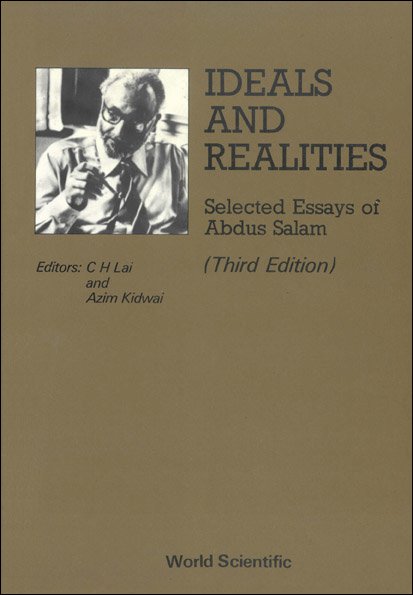 IDEALS
AND
REALITIES
Selected Essays of
Abdus Salam
(Third Edition)
Editors: C H Lai
and
Azim Kidwai
World Scientific